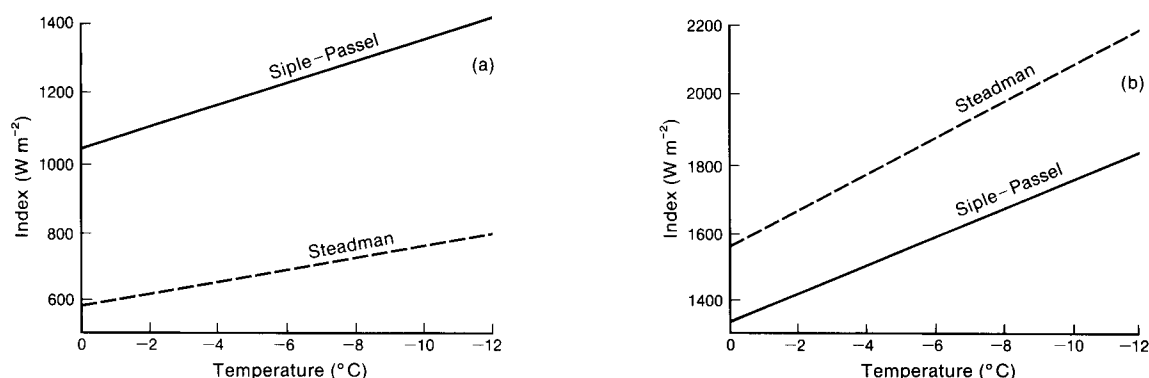 1400
1200
1000
800
600
Index (W m⁻²)
Siple–Passel
Steadman
(a)
0 −2 −4 −6 −8 −10 −12
Temperature (°C)
2200
2000
1800
1600
1400
Index (W m⁻²)
Steadman
Siple–Passel
(b)
0 −2 −4 −6 −8 −10 −12
Temperature (°C)